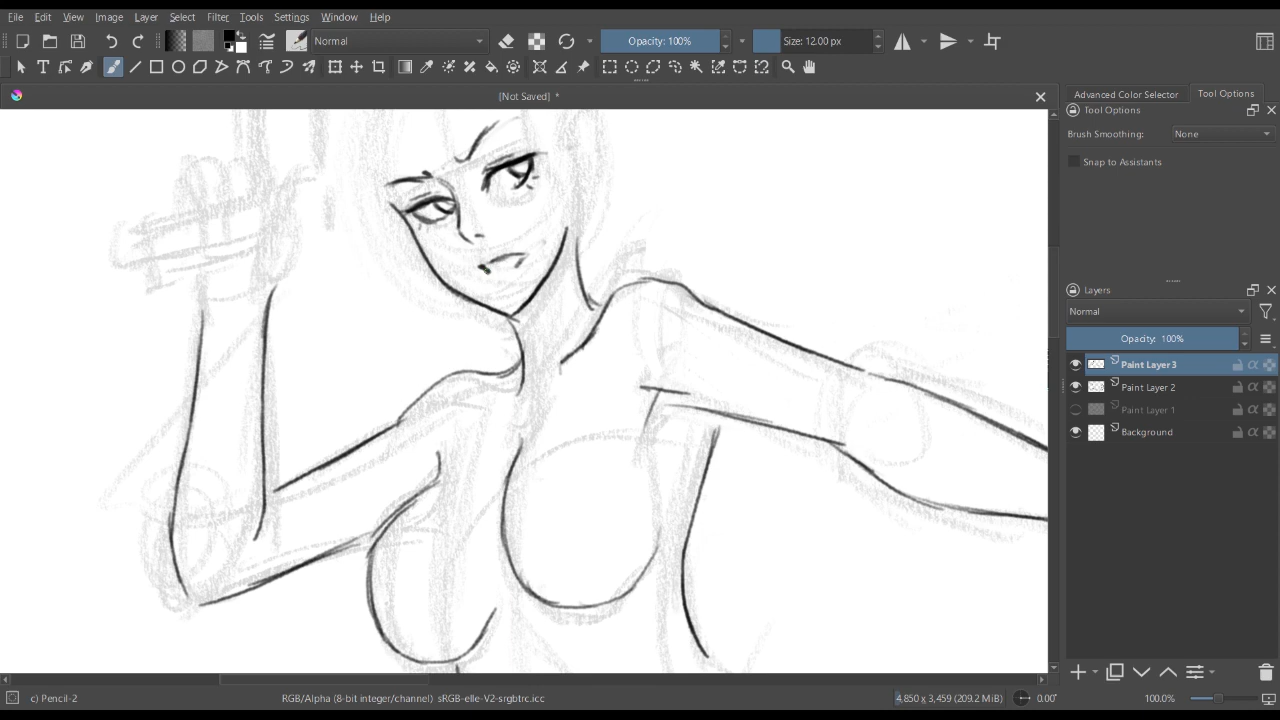 File Edit View Image Layer Select Filter Tools Settings Window Help
Normal Opacity: 100% Size: 12.00 px
[Not Saved] *
Advanced Color Selector Tool Options
Tool Options
Brush Smoothing: None
Snap to Assistants
Layers
Normal
Opacity: 100%
Paint Layer 3
Paint Layer 2
Paint Layer 1
Background
c) Pencil-2 RGB/Alpha (8-bit integer/channel) sRGB-elle-V2-srgbtrc.icc 4,850 x 3,459 (209.2 MiB) 0.00° 100.0%